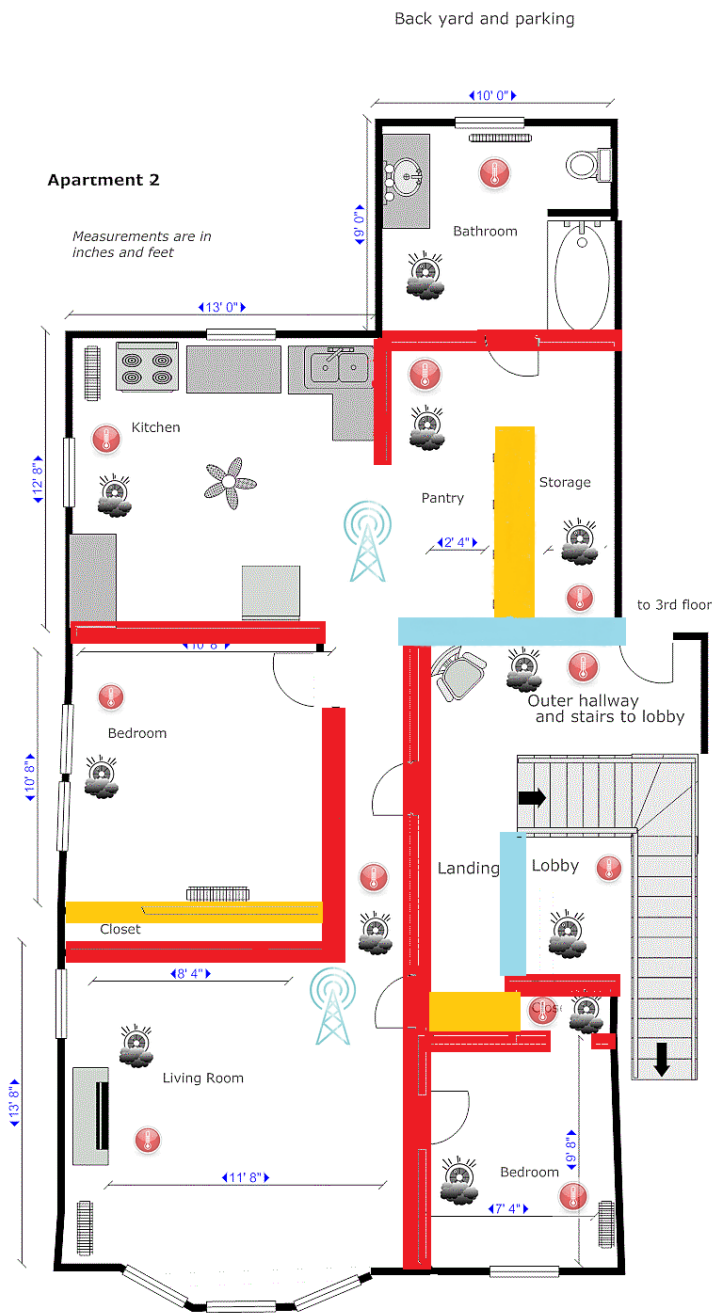 Back yard and parking
10' 0"
Apartment 2
Measurements are in
inches and feet
9' 0"
Bathroom
13' 0"
Kitchen
12' 8"
Pantry
Storage
2' 4"
to 3rd floor
10' 8"
Bedroom
10' 8"
Outer hallway
and stairs to lobby
Landing
Lobby
Closet
8' 4"
Living Room
13' 8"
11' 8"
Bedroom
9' 8"
7' 4"